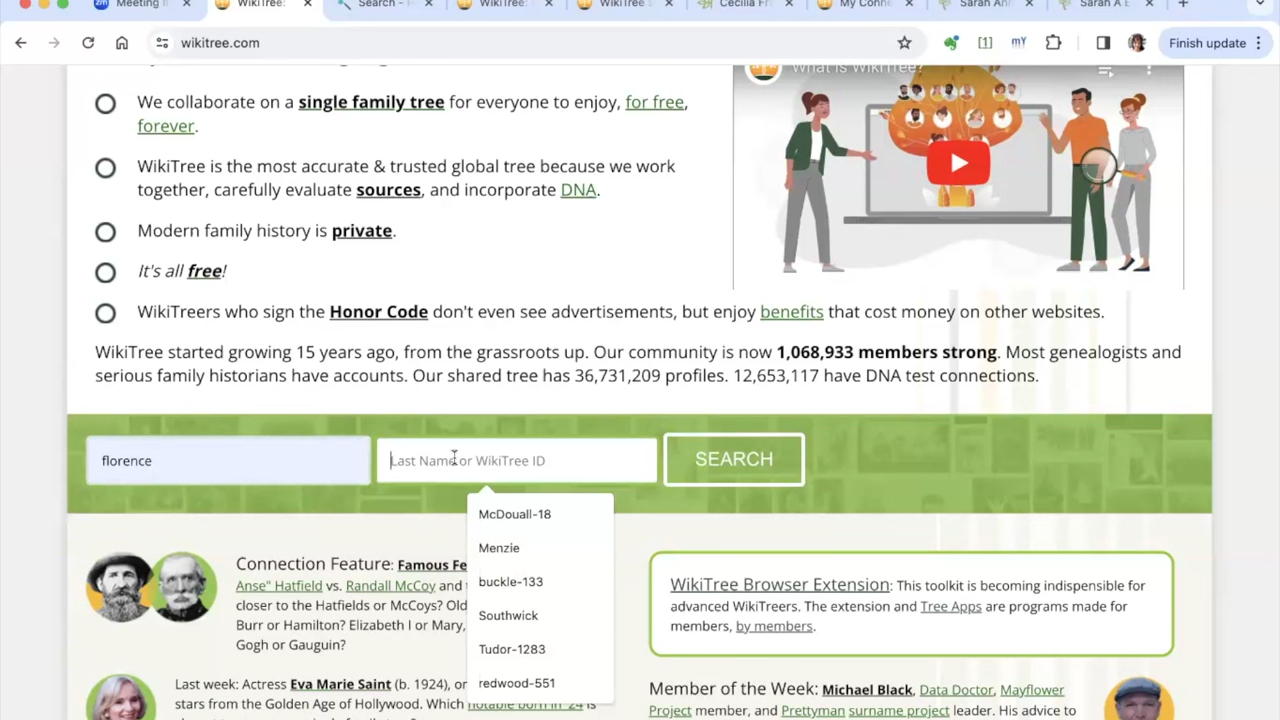 Meeting
WikiTree:
Search -
WikiTree:
WikiTree
Cecilia Fr
My Conne
Sarah Ann
Sarah A E
wikitree.com
[1]
mY
Finish update
What is WikiTree?
We collaborate on a single family tree for everyone to enjoy, for free,
forever.
WikiTree is the most accurate & trusted global tree because we work
together, carefully evaluate sources, and incorporate DNA.
Modern family history is private.
It's all free!
WikiTreers who sign the Honor Code don't even see advertisements, but enjoy benefits that cost money on other websites.
WikiTree started growing 15 years ago, from the grassroots up. Our community is now 1,068,933 members strong. Most genealogists and
serious family historians have accounts. Our shared tree has 36,731,209 profiles. 12,653,117 have DNA test connections.
florence
Last Name or WikiTree ID
SEARCH
McDouall-18
Menzie
buckle-133
Southwick
Tudor-1283
redwood-551
Connection Feature: Famous Fe
Anse" Hatfield vs. Randall McCoy and
closer to the Hatfields or McCoys? Old
Burr or Hamilton? Elizabeth I or Mary,
Gogh or Gauguin?
Last week: Actress Eva Marie Saint (b. 1924), or
stars from the Golden Age of Hollywood. Which notable born in '24 is
WikiTree Browser Extension: This toolkit is becoming indispensible for
advanced WikiTreers. The extension and Tree Apps are programs made for
members, by members.
Member of the Week: Michael Black, Data Doctor, Mayflower
Project member, and Prettyman surname project leader. His advice to